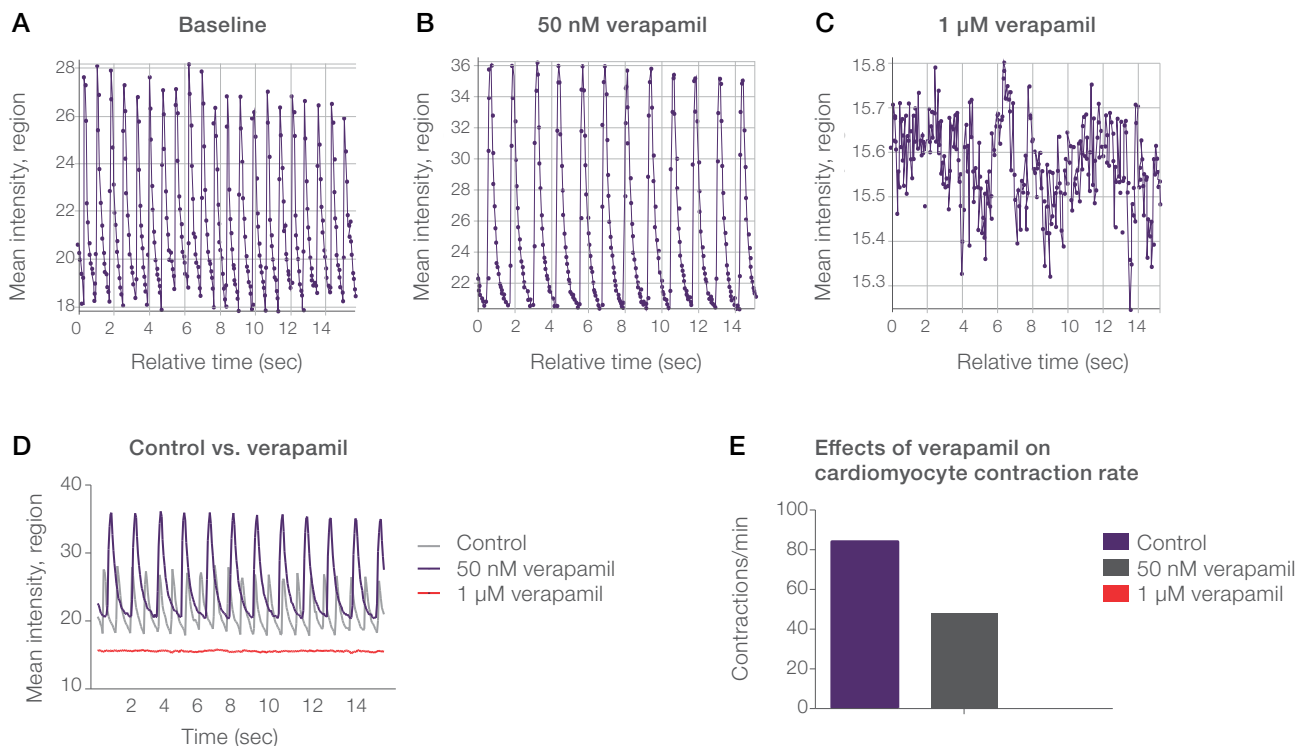 A
Baseline
Mean intensity, region
28
26
24
22
20
18
0 2 4 6 8 10 12 14
Relative time (sec)
B
50 nM verapamil
Mean intensity, region
36
34
32
30
28
26
24
22
0 2 4 6 8 10 12 14
Relative time (sec)
C
1 µM verapamil
Mean intensity, region
15.8
15.7
15.6
15.5
15.4
15.3
0 2 4 6 8 10 12 14
Relative time (sec)
D
Control vs. verapamil
Mean intensity, region
40
30
20
10
2 4 6 8 10 12 14
Time (sec)
Control
50 nM verapamil
1 µM verapamil
E
Effects of verapamil on
cardiomyocyte contraction rate
Contractions/min
100
80
60
40
20
0
Control
50 nM verapamil
1 µM verapamil